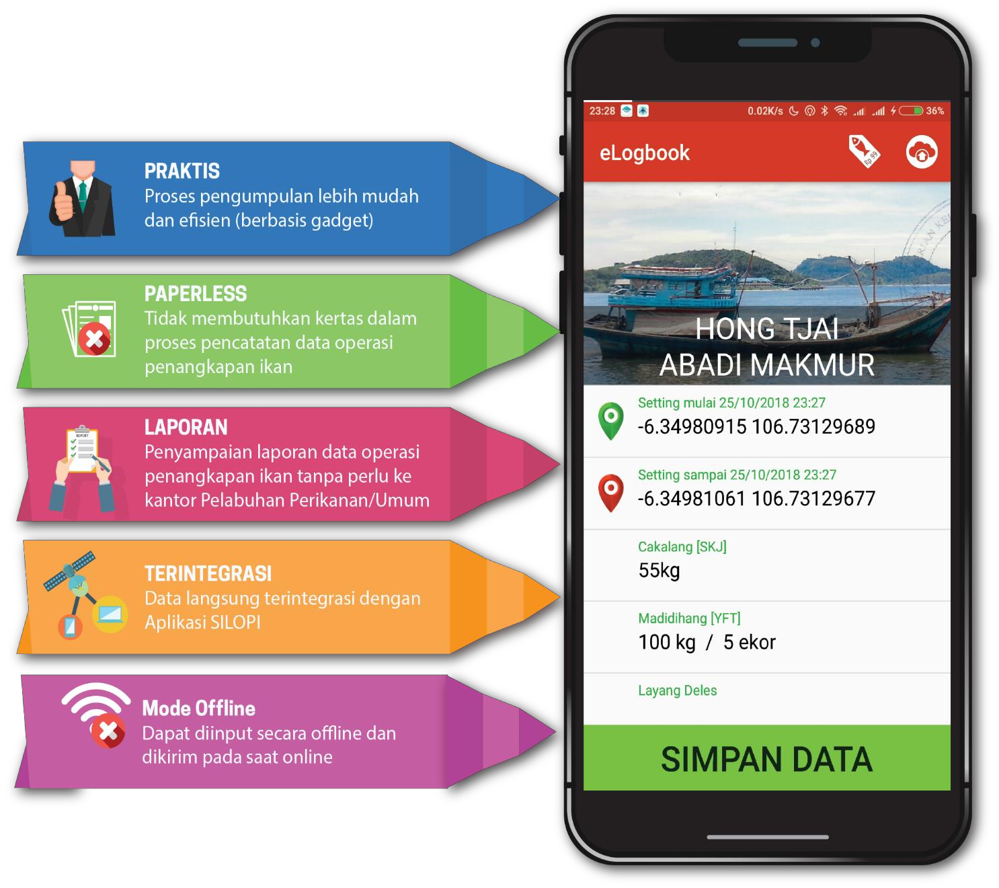 PRAKTIS
Proses pengumpulan lebih mudah
dan efisien (berbasis gadget)
PAPERLESS
Tidak membutuhkan kertas dalam
proses pencatatan data operasi
penangkapan ikan
REPORT
LAPORAN
Penyampaian laporan data operasi
penangkapan ikan tanpa perlu ke
kantor Pelabuhan Perikanan/Umum
TERINTEGRASI
Data langsung terintegrasi dengan
Aplikasi SILOPI
Mode Offline
Dapat diinput secara offline dan
dikirim pada saat online
23:28 0.02K/s 36%
eLogbook
Rp 99
HONG TJAI
ABADI MAKMUR
Setting mulai 25/10/2018 23:27
-6.34980915 106.73129689
Setting sampai 25/10/2018 23:27
-6.34981061 106.73129677
Cakalang [SKJ]
55kg
Madidihang [YFT]
100 kg / 5 ekor
Layang Deles
SIMPAN DATA